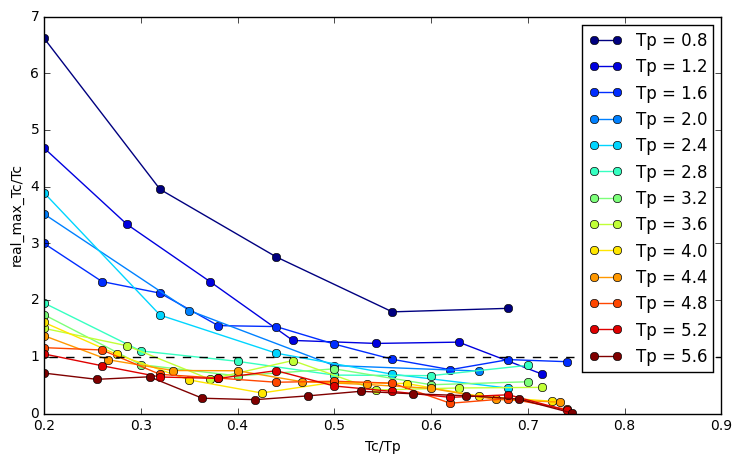 7
6
5
4
3
2
1
0
real_max_Tc/Tc
0.2 0.3 0.4 0.5 0.6 0.7 0.8 0.9
Tc/Tp
Tp = 0.8
Tp = 1.2
Tp = 1.6
Tp = 2.0
Tp = 2.4
Tp = 2.8
Tp = 3.2
Tp = 3.6
Tp = 4.0
Tp = 4.4
Tp = 4.8
Tp = 5.2
Tp = 5.6